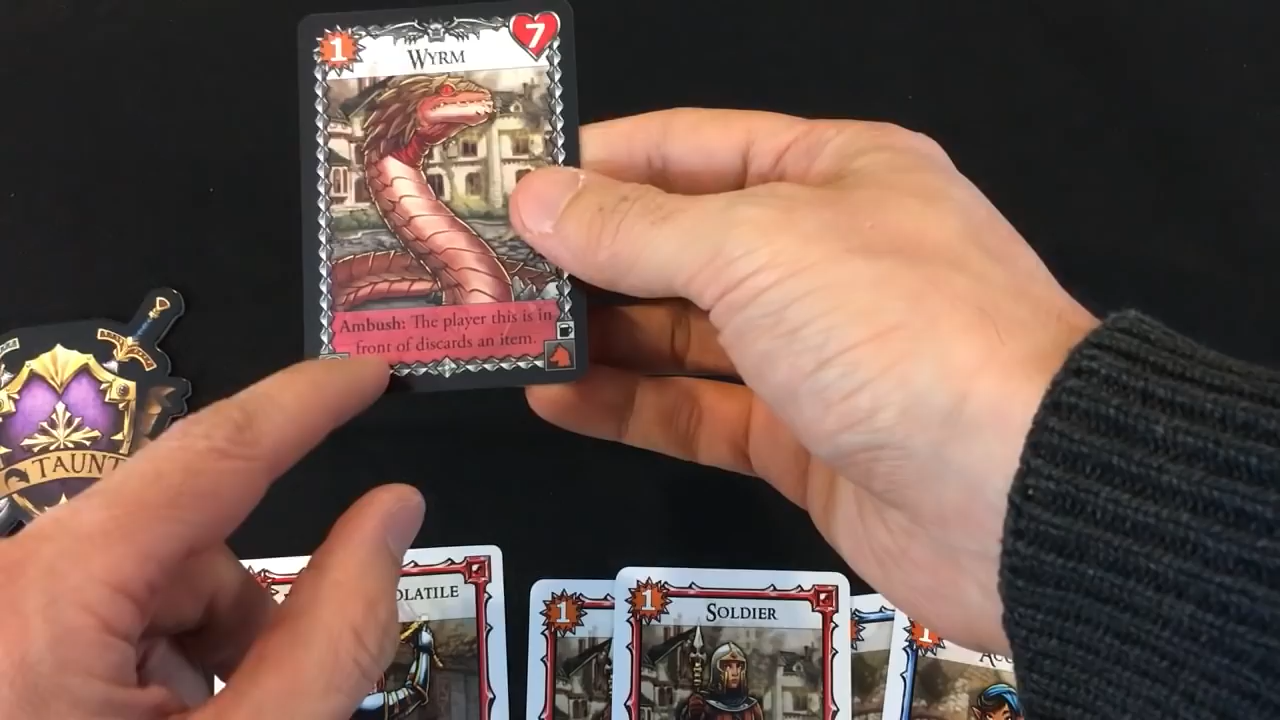 1
WYRM
7
Ambush: The player this is in
front of discards an item.
TAUNT
OLATILE
1
1
SOLDIER
1